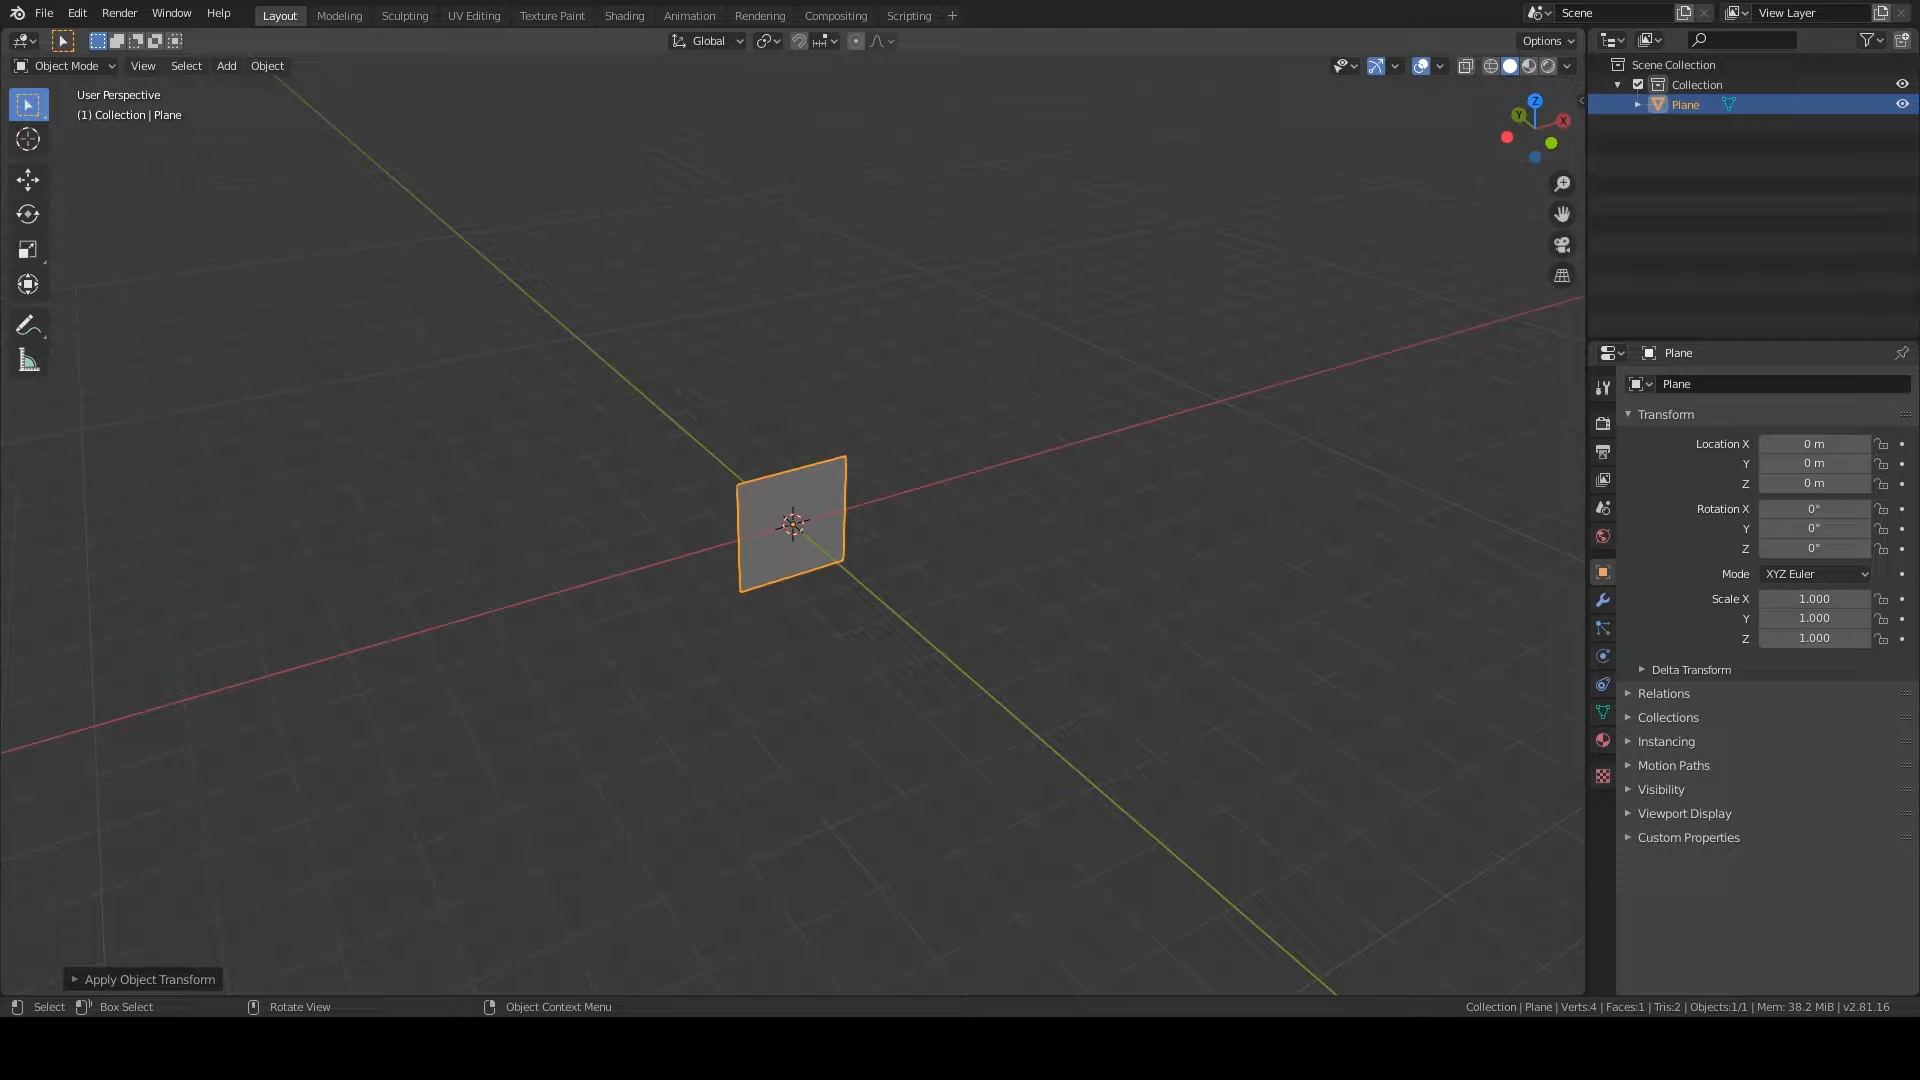 File Edit Render Window Help Layout Modeling Sculpting UV Editing Texture Paint Shading Animation Rendering Compositing Scripting + Scene View Layer
Global Options
Object Mode View Select Add Object
User Perspective
(1) Collection | Plane
Z
Y
X
Scene Collection
Collection
Plane
Plane
Plane
Transform
Location X 0 m
Y 0 m
Z 0 m
Rotation X 0°
Y 0°
Z 0°
Mode XYZ Euler
Scale X 1.000
Y 1.000
Z 1.000
Delta Transform
Relations
Collections
Instancing
Motion Paths
Visibility
Viewport Display
Custom Properties
Apply Object Transform
Select Box Select Rotate View Object Context Menu Collection | Plane | Verts:4 | Faces:1 | Tris:2 | Objects:1/1 | Mem: 38.2 MiB | v2.81.16